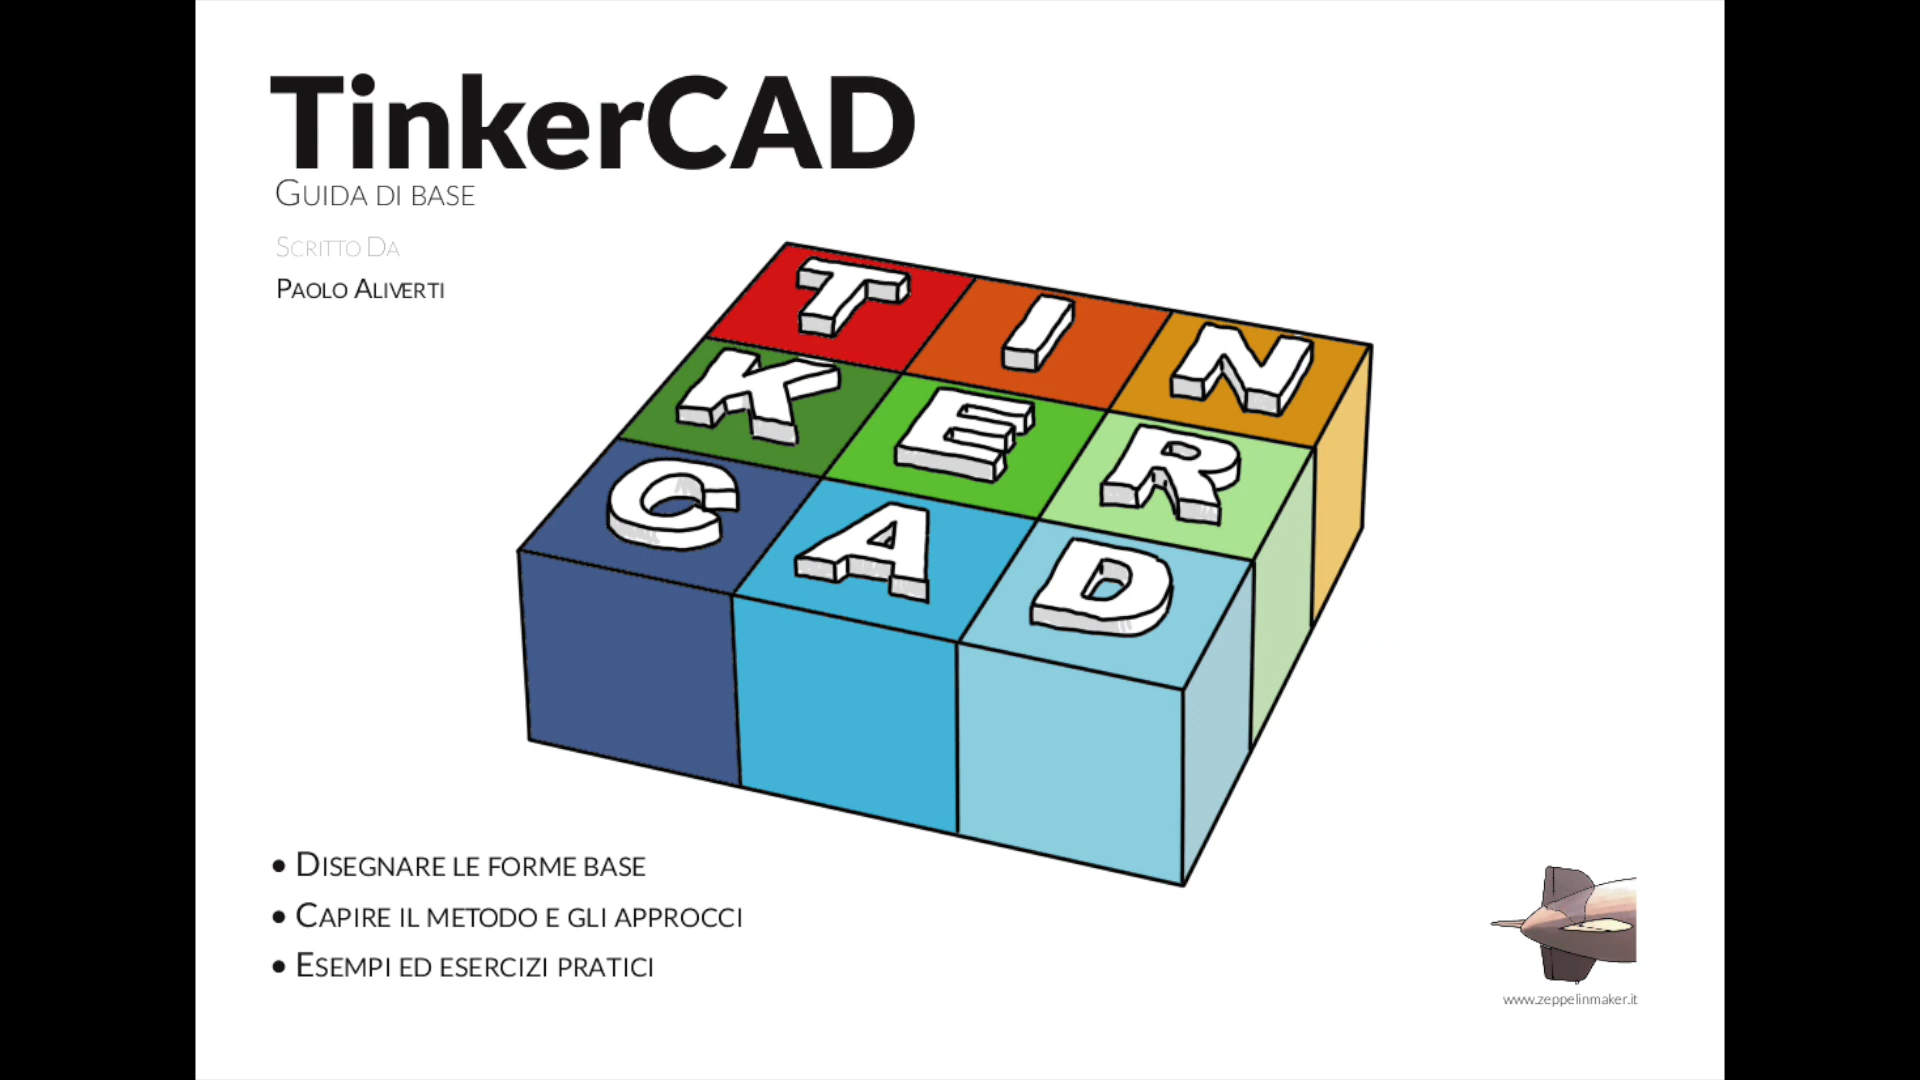 TinkerCAD
Guida di base
Scritto Da
Paolo Aliverti
T I N
K E R
C A D
• Disegnare le forme base
• Capire il metodo e gli approcci
• Esempi ed esercizi pratici
www.zeppelinmaker.it